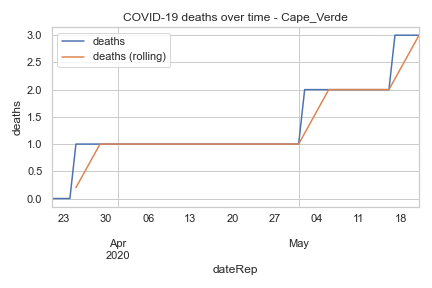 COVID-19 deaths over time - Cape_Verde
deaths
deaths (rolling)
deaths
3.0
2.5
2.0
1.5
1.0
0.5
0.0
23 30 06 13 20 27 04 11 18
Apr May
2020
dateRep